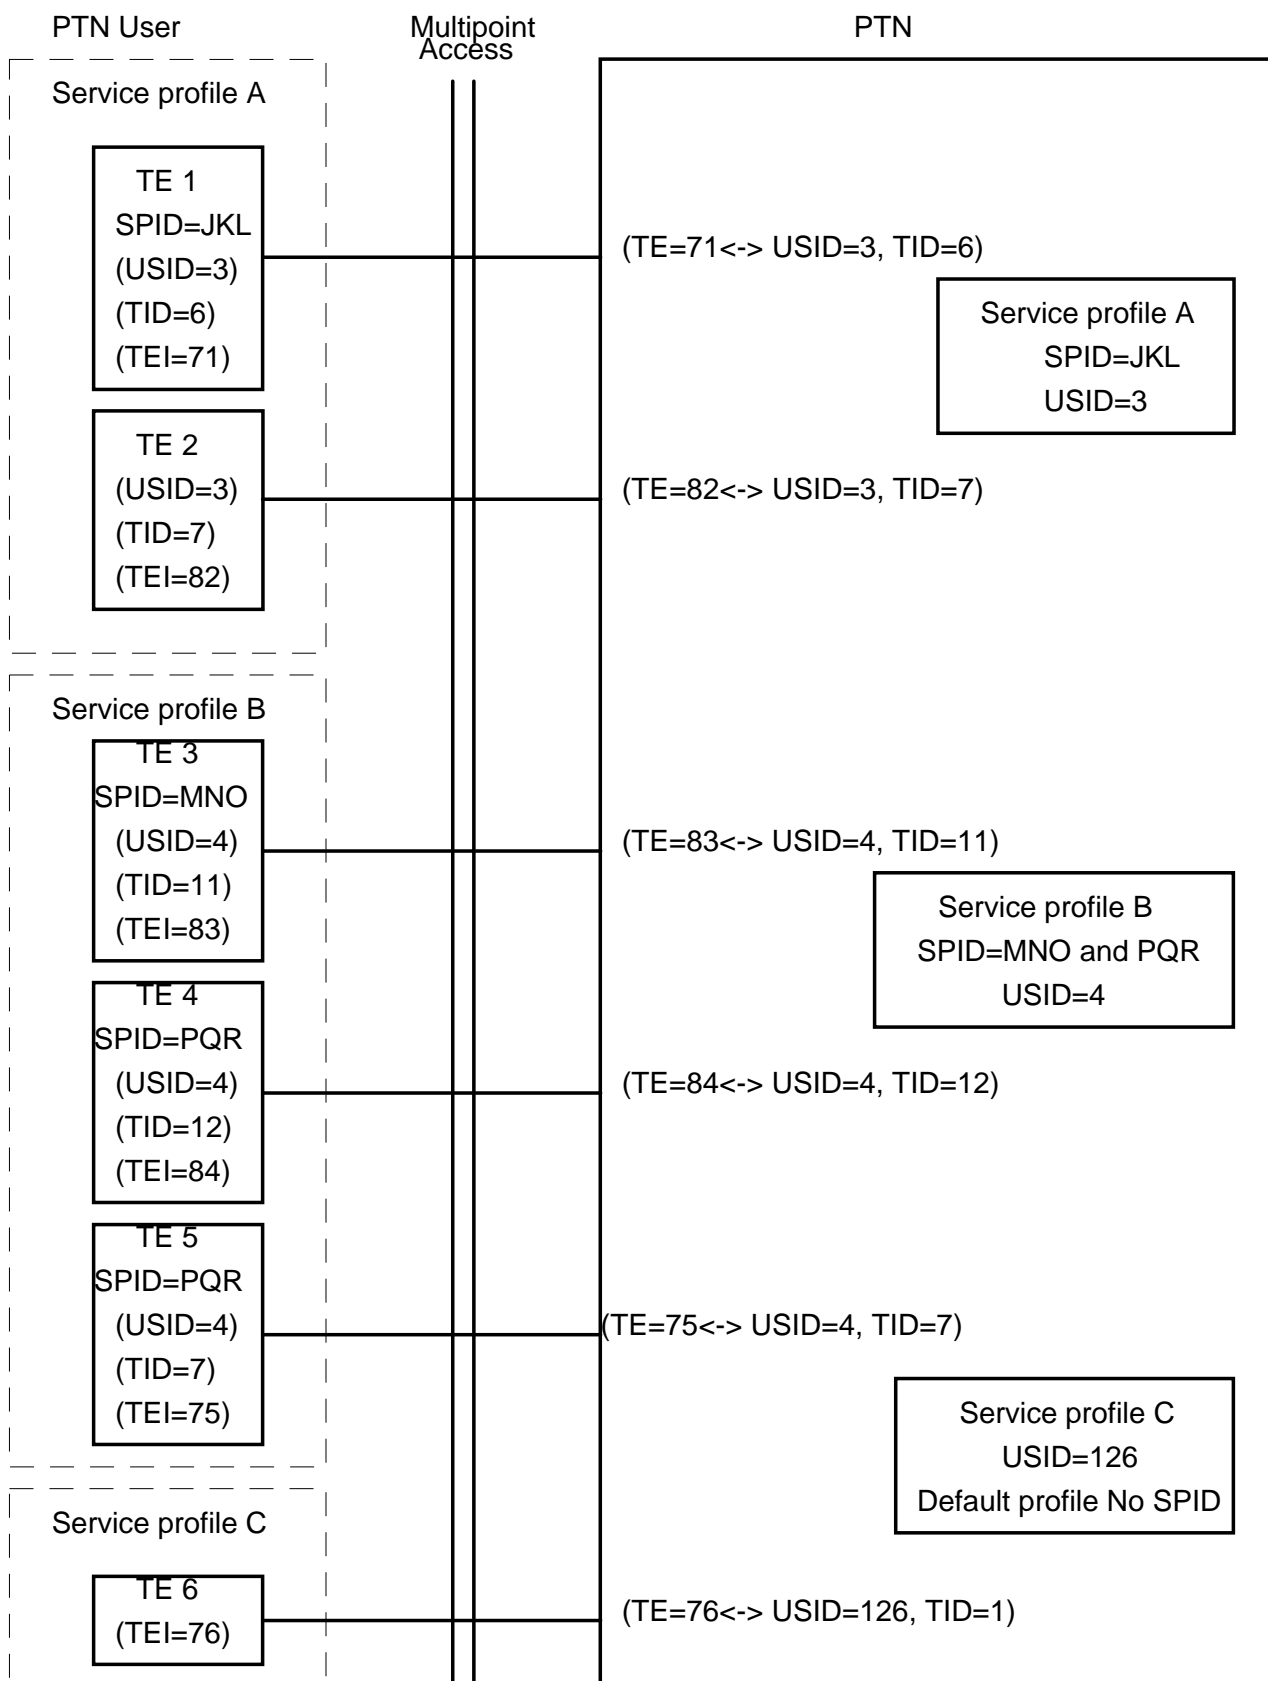 PTN User
Multipoint
Access
PTN
Service profile A
TE 1
SPID=JKL
(USID=3)
(TID=6)
(TEI=71)
(TE=71<-> USID=3, TID=6)
Service profile A
SPID=JKL
USID=3
TE 2
(USID=3)
(TID=7)
(TEI=82)
(TE=82<-> USID=3, TID=7)
Service profile B
TE 3
SPID=MNO
(USID=4)
(TID=11)
(TEI=83)
(TE=83<-> USID=4, TID=11)
Service profile B
SPID=MNO and PQR
USID=4
TE 4
SPID=PQR
(USID=4)
(TID=12)
(TEI=84)
(TE=84<-> USID=4, TID=12)
TE 5
SPID=PQR
(USID=4)
(TID=7)
(TEI=75)
(TE=75<-> USID=4, TID=7)
Service profile C
USID=126
Default profile No SPID
Service profile C
TE 6
(TEI=76)
(TE=76<-> USID=126, TID=1)